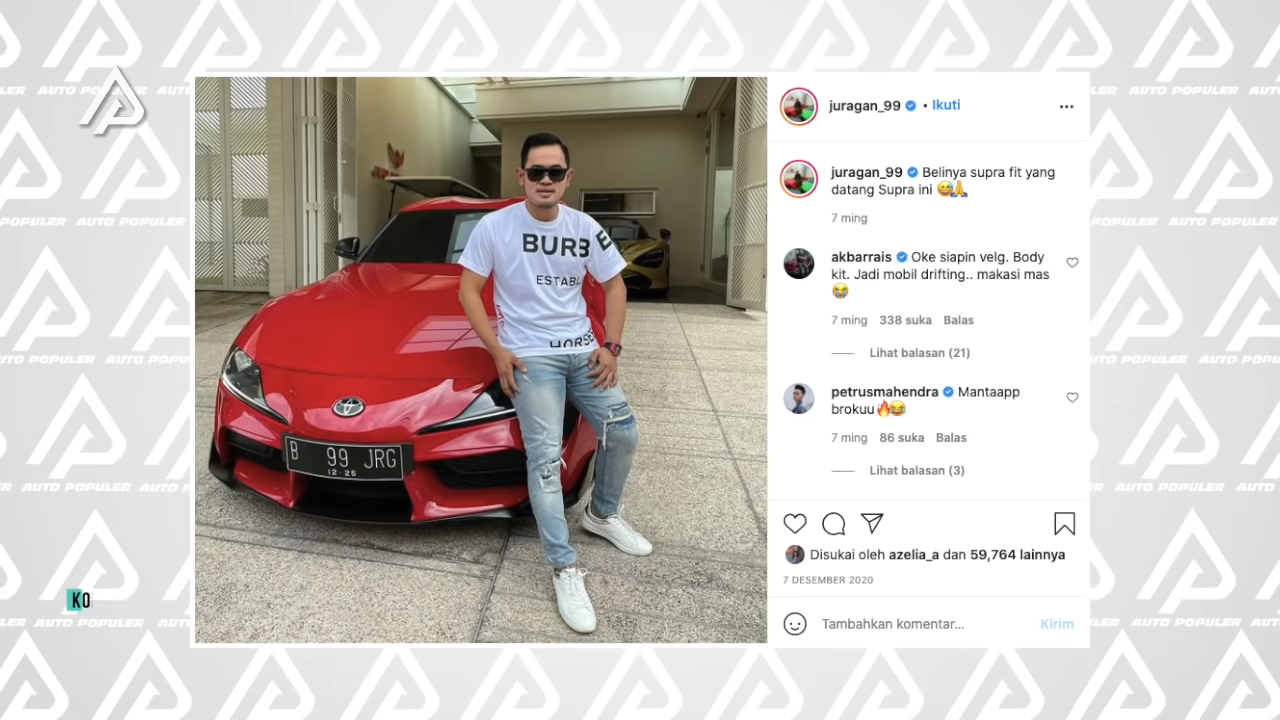 juragan_99 • Ikuti
juragan_99 Belinya supra fit yang
datang Supra ini 😅🙏
7 ming
akbarrais Oke siapin velg. Body
kit. Jadi mobil drifting.. makasi mas
😭
7 ming 338 suka Balas
Lihat balasan (21)
petrusmahendra Mantaapp
brokuu🔥😂
7 ming 86 suka Balas
Lihat balasan (3)
Disukai oleh azelia_a dan 59,764 lainnya
7 DESEMBER 2020
Tambahkan komentar... Kirim
BURBE
ESTABL
HORSE
B 99 JRG
12·25
KO
AUTO POPULER